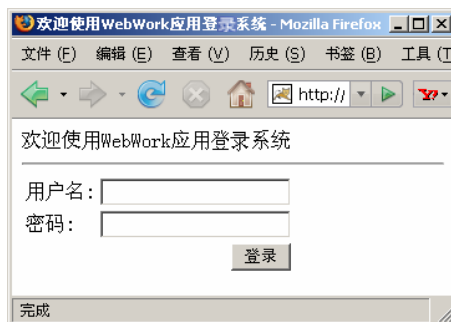 欢迎使用WebWork应用登录系统 - Mozilla Firefox
文件 (F) 编辑 (E) 查看 (V) 历史 (S) 书签 (B) 工具 (T
http://
欢迎使用WebWork应用登录系统
用户名:
密码:
登录
完成